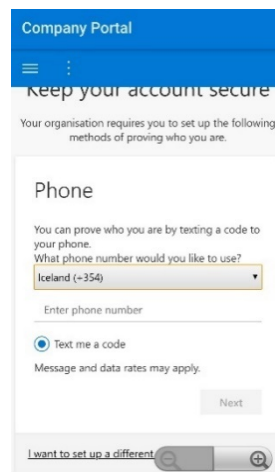 Company Portal
Keep your account secure
Your organisation requires you to set up the following
methods of proving who you are.
Phone
You can prove who you are by texting a code to
your phone.
What phone number would you like to use?
Iceland (+354)
Enter phone number
Text me a code
Message and data rates may apply.
Next
I want to set up a different